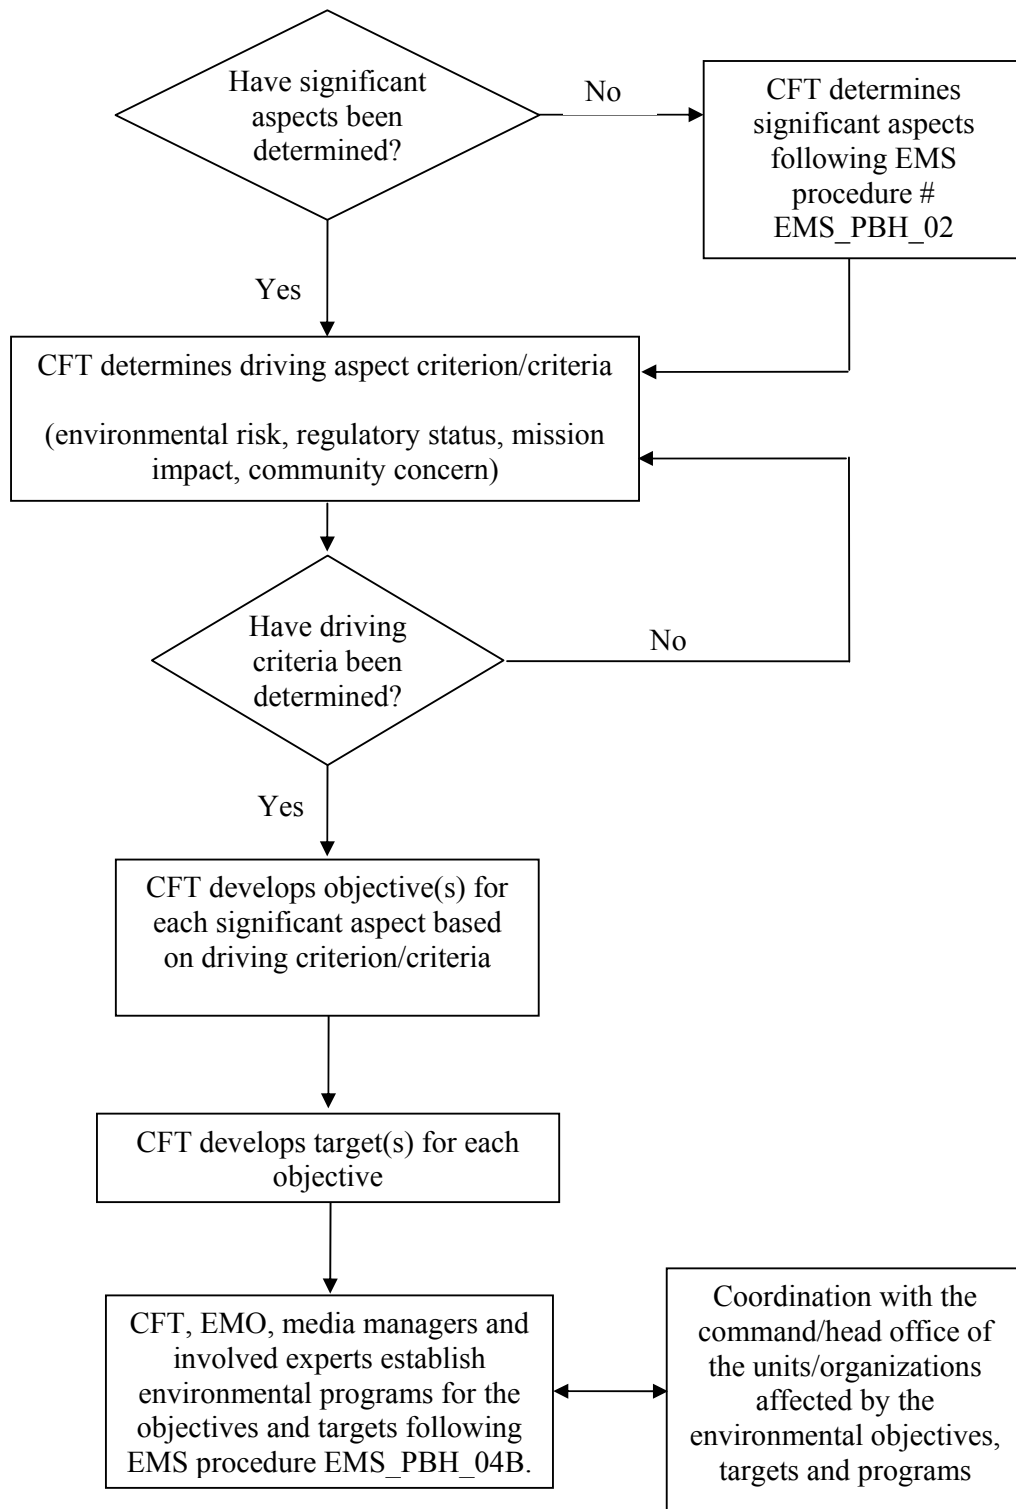 Have significant
aspects been
determined?
No
CFT determines
significant aspects
following EMS
procedure #
EMS_PBH_02
Yes
CFT determines driving aspect criterion/criteria
(environmental risk, regulatory status, mission
impact, community concern)
Have driving
criteria been
determined?
No
Yes
CFT develops objective(s) for
each significant aspect based
on driving criterion/criteria
CFT develops target(s) for each
objective
CFT, EMO, media managers and
involved experts establish
environmental programs for the
objectives and targets following
EMS procedure EMS_PBH_04B.
Coordination with the
command/head office of
the units/organizations
affected by the
environmental objectives,
targets and programs